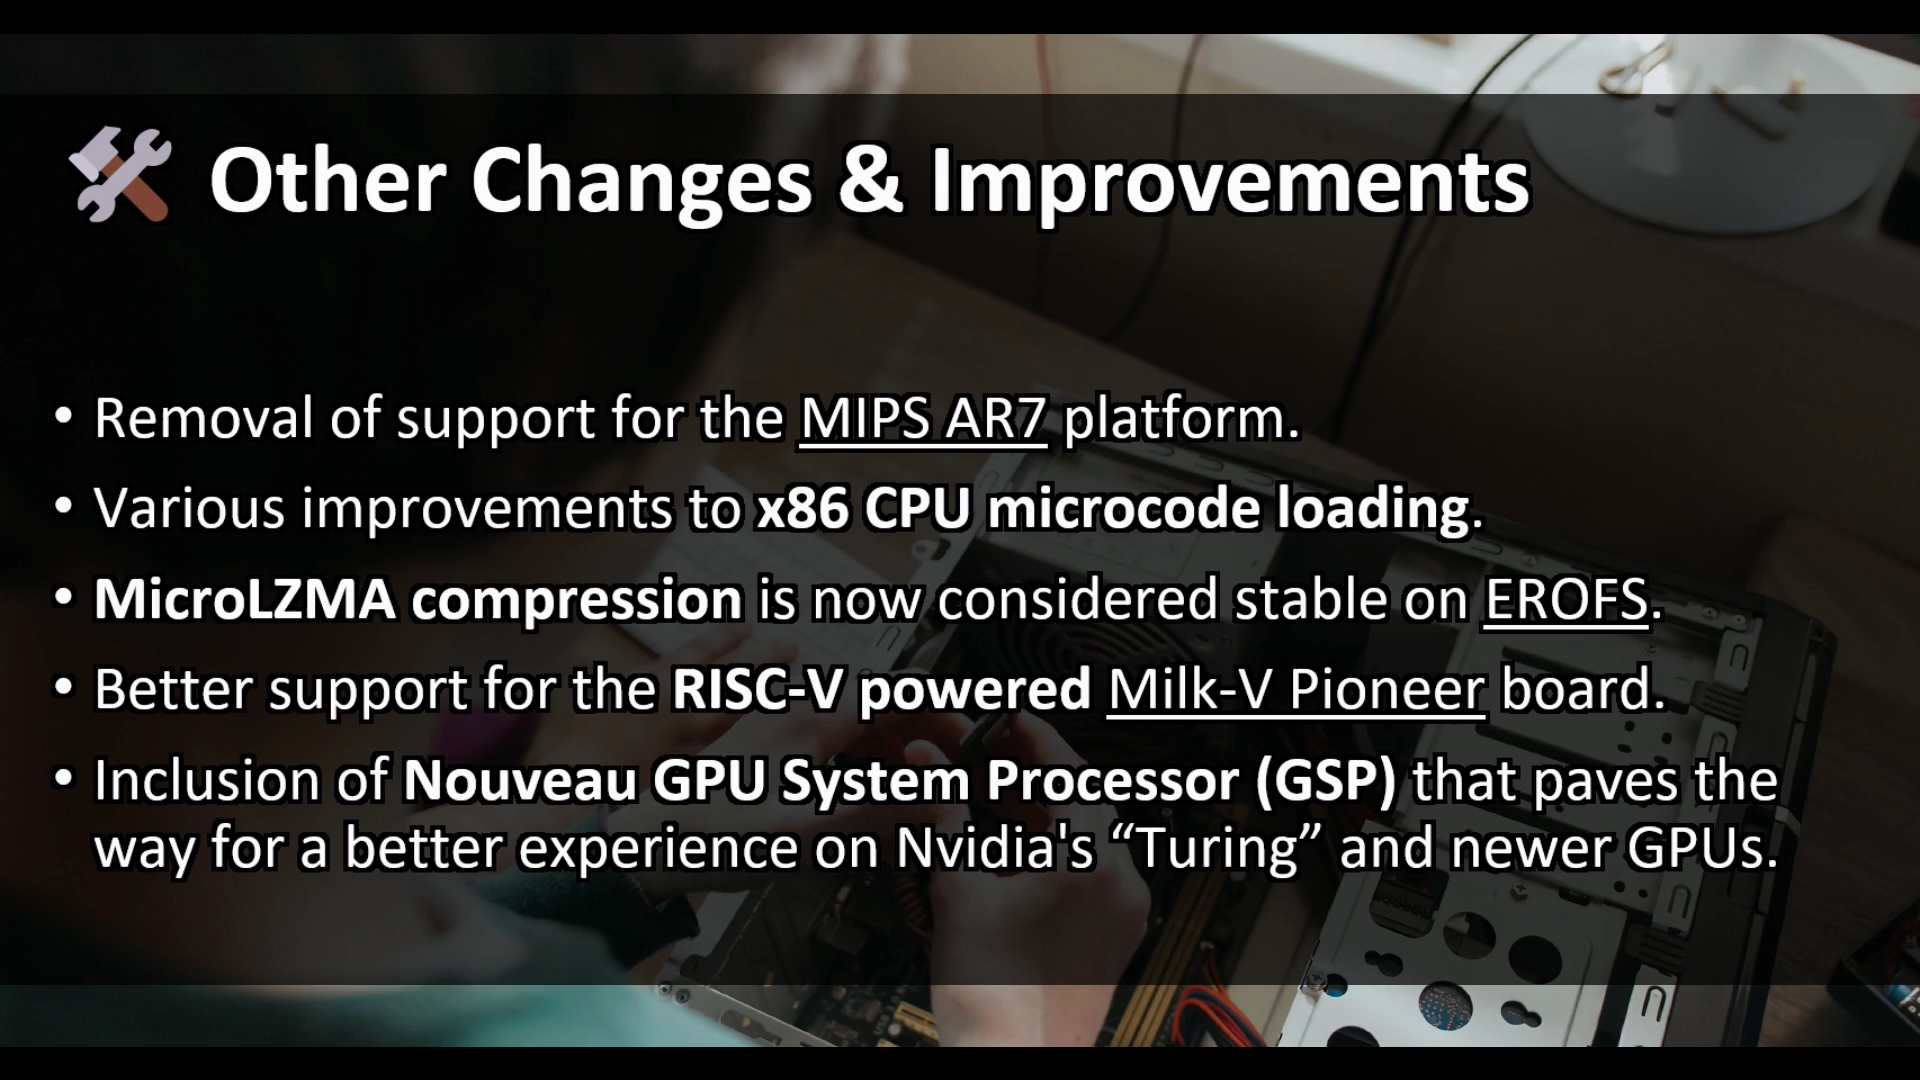 Other Changes & Improvements
• Removal of support for the MIPS AR7 platform.
• Various improvements to x86 CPU microcode loading.
• MicroLZMA compression is now considered stable on EROFS.
• Better support for the RISC-V powered Milk-V Pioneer board.
• Inclusion of Nouveau GPU System Processor (GSP) that paves the
way for a better experience on Nvidia's “Turing” and newer GPUs.